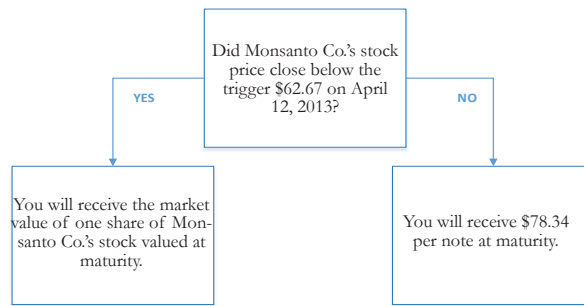 Did Monsanto Co.’s stock
price close below the
trigger $62.67 on April
12, 2013?
YES
NO
You will receive the market
value of one share of Mon-
santo Co.’s stock valued at
maturity.
You will receive $78.34
per note at maturity.